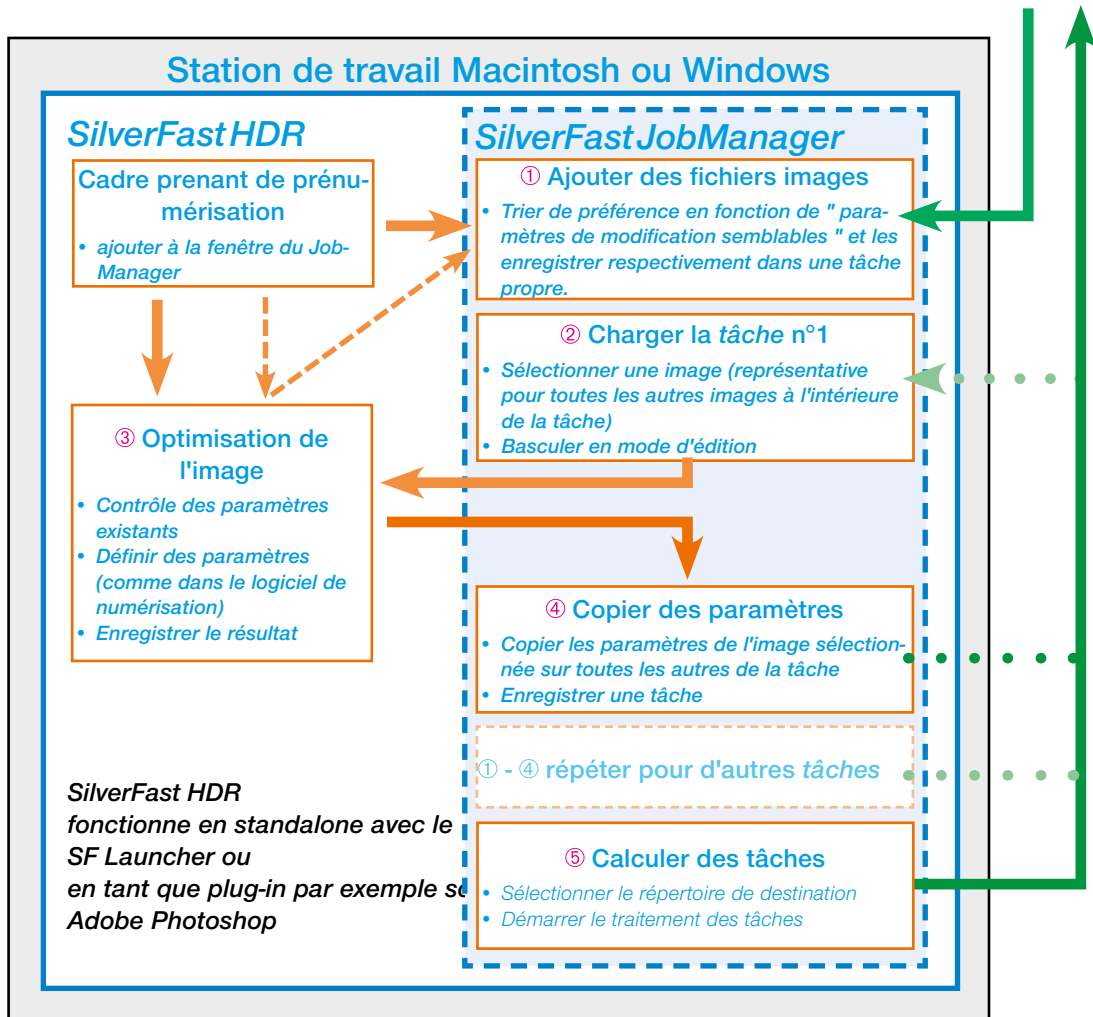 Station de travail Macintosh ou Windows
SilverFast HDR
Cadre prenant de prénu-
mérisation
• ajouter à la fenêtre du Job-
Manager
③ Optimisation de
l'image
• Contrôle des paramètres
existants
• Définir des paramètres
(comme dans le logiciel de
numérisation)
• Enregistrer le résultat
SilverFast HDR
fonctionne en standalone avec le
SF Launcher ou
en tant que plug-in par exemple
Adobe Photoshop
SilverFast JobManager
① Ajouter des fichiers images
• Trier de préférence en fonction de " para-
mètres de modification semblables " et les
enregistrer respectivement dans une tâche
propre.
② Charger la tâche n°1
• Sélectionner une image (représentative
pour toutes les autres images à l'intérieure
de la tâche)
• Basculer en mode d'édition
④ Copier des paramètres
• Copier les paramètres de l'image sélection-
née sur toutes les autres de la tâche
• Enregistrer une tâche
① - ④ répéter pour d'autres tâches
⑤ Calculer des tâches
• Sélectionner le répertoire de destination
• Démarrer le traitement des tâches